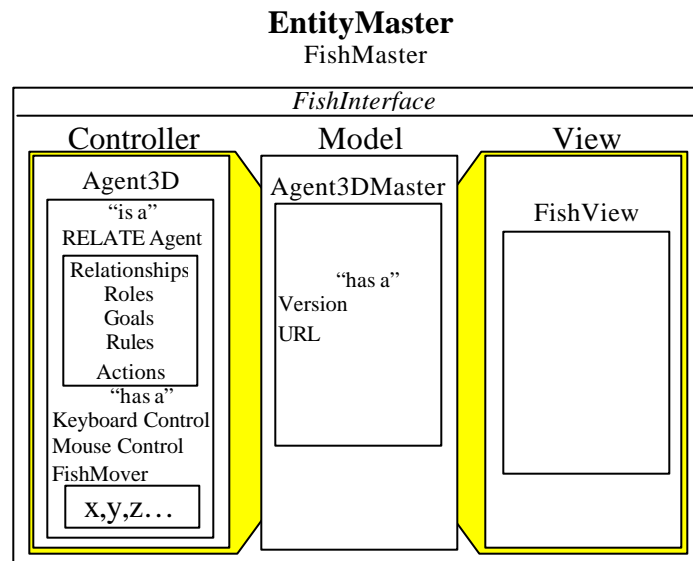 EntityMaster
FishMaster
FishInterface
Controller
Agent3D
“is a”
RELATE Agent
Relationships
Roles
Goals
Rules
Actions
“has a”
Keyboard Control
Mouse Control
FishMover
x,y,z…
Model
Agent3DMaster
“has a”
Version
URL
View
FishView